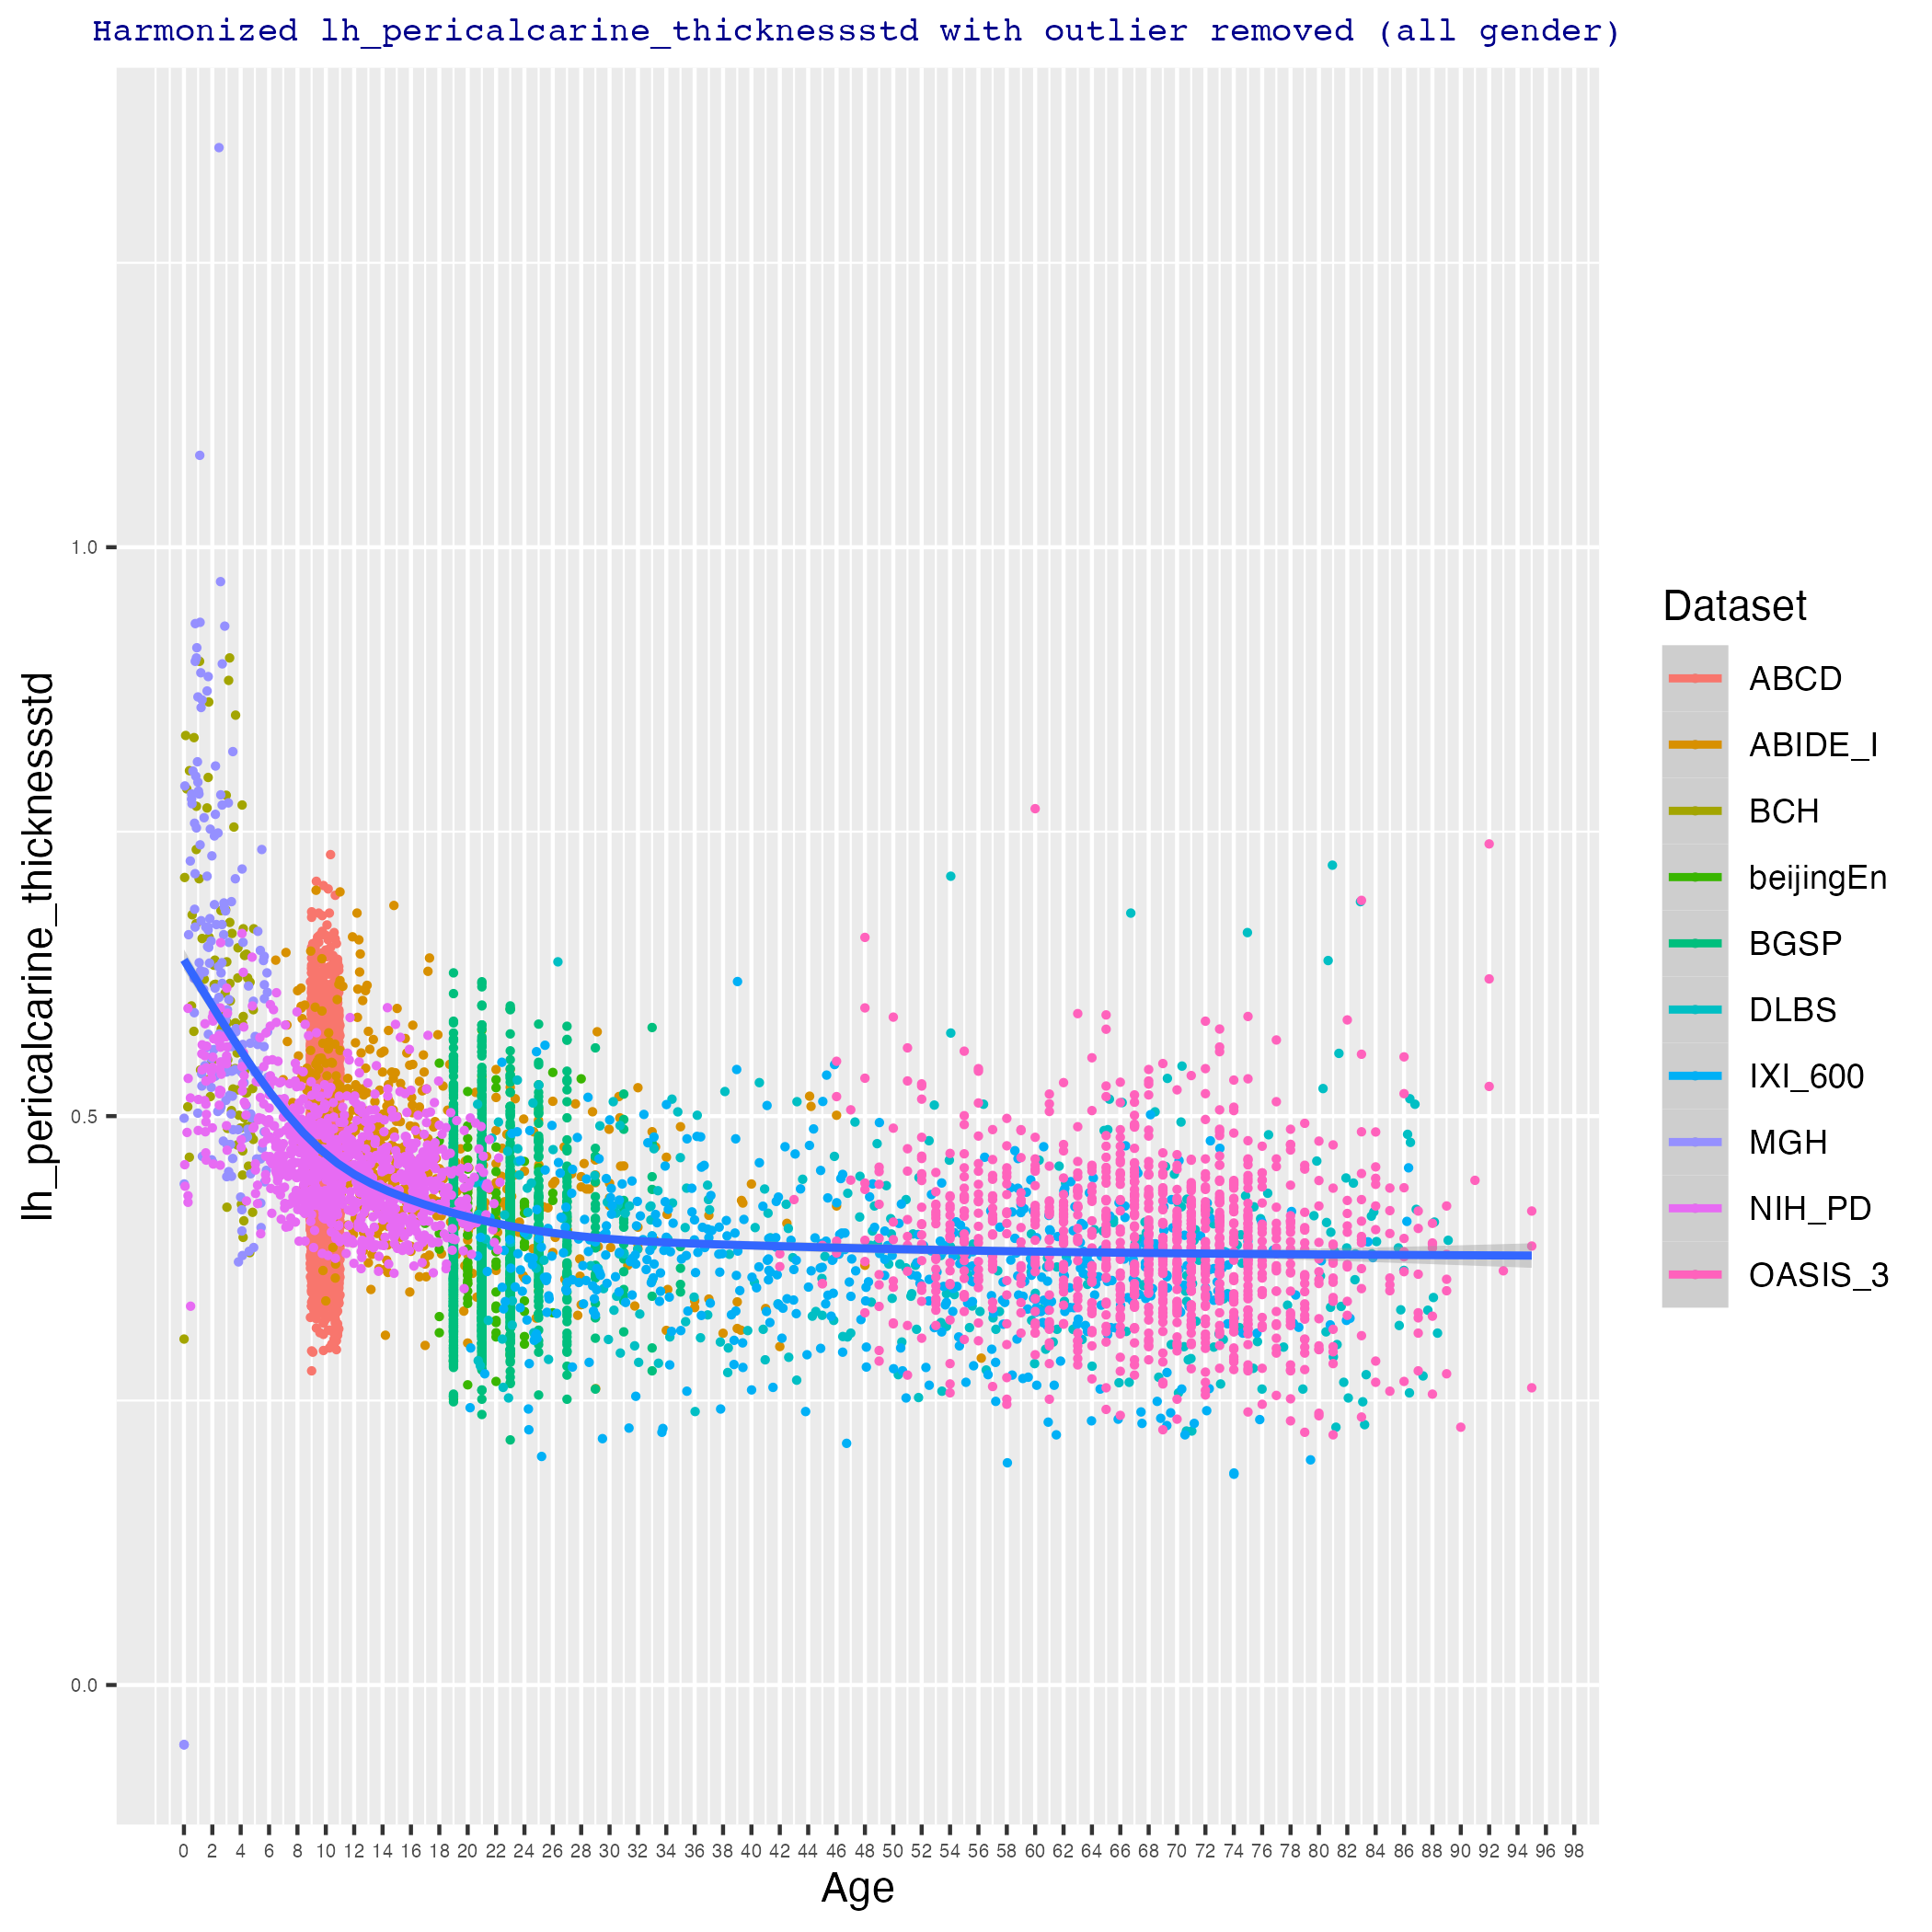 Harmonized lh_pericalcarine_thicknessstd with outlier removed (all gender)
lh_pericalcarine_thicknessstd
1.0
0.5
0.0
0 2 4 6 8 10 12 14 16 18 20 22 24 26 28 30 32 34 36 38 40 42 44 46 48 50 52 54 56 58 60 62 64 66 68 70 72 74 76 78 80 82 84 86 88 90 92 94 96 98
Age
Dataset
ABCD
ABIDE_I
BCH
beijingEn
BGSP
DLBS
IXI_600
MGH
NIH_PD
OASIS_3